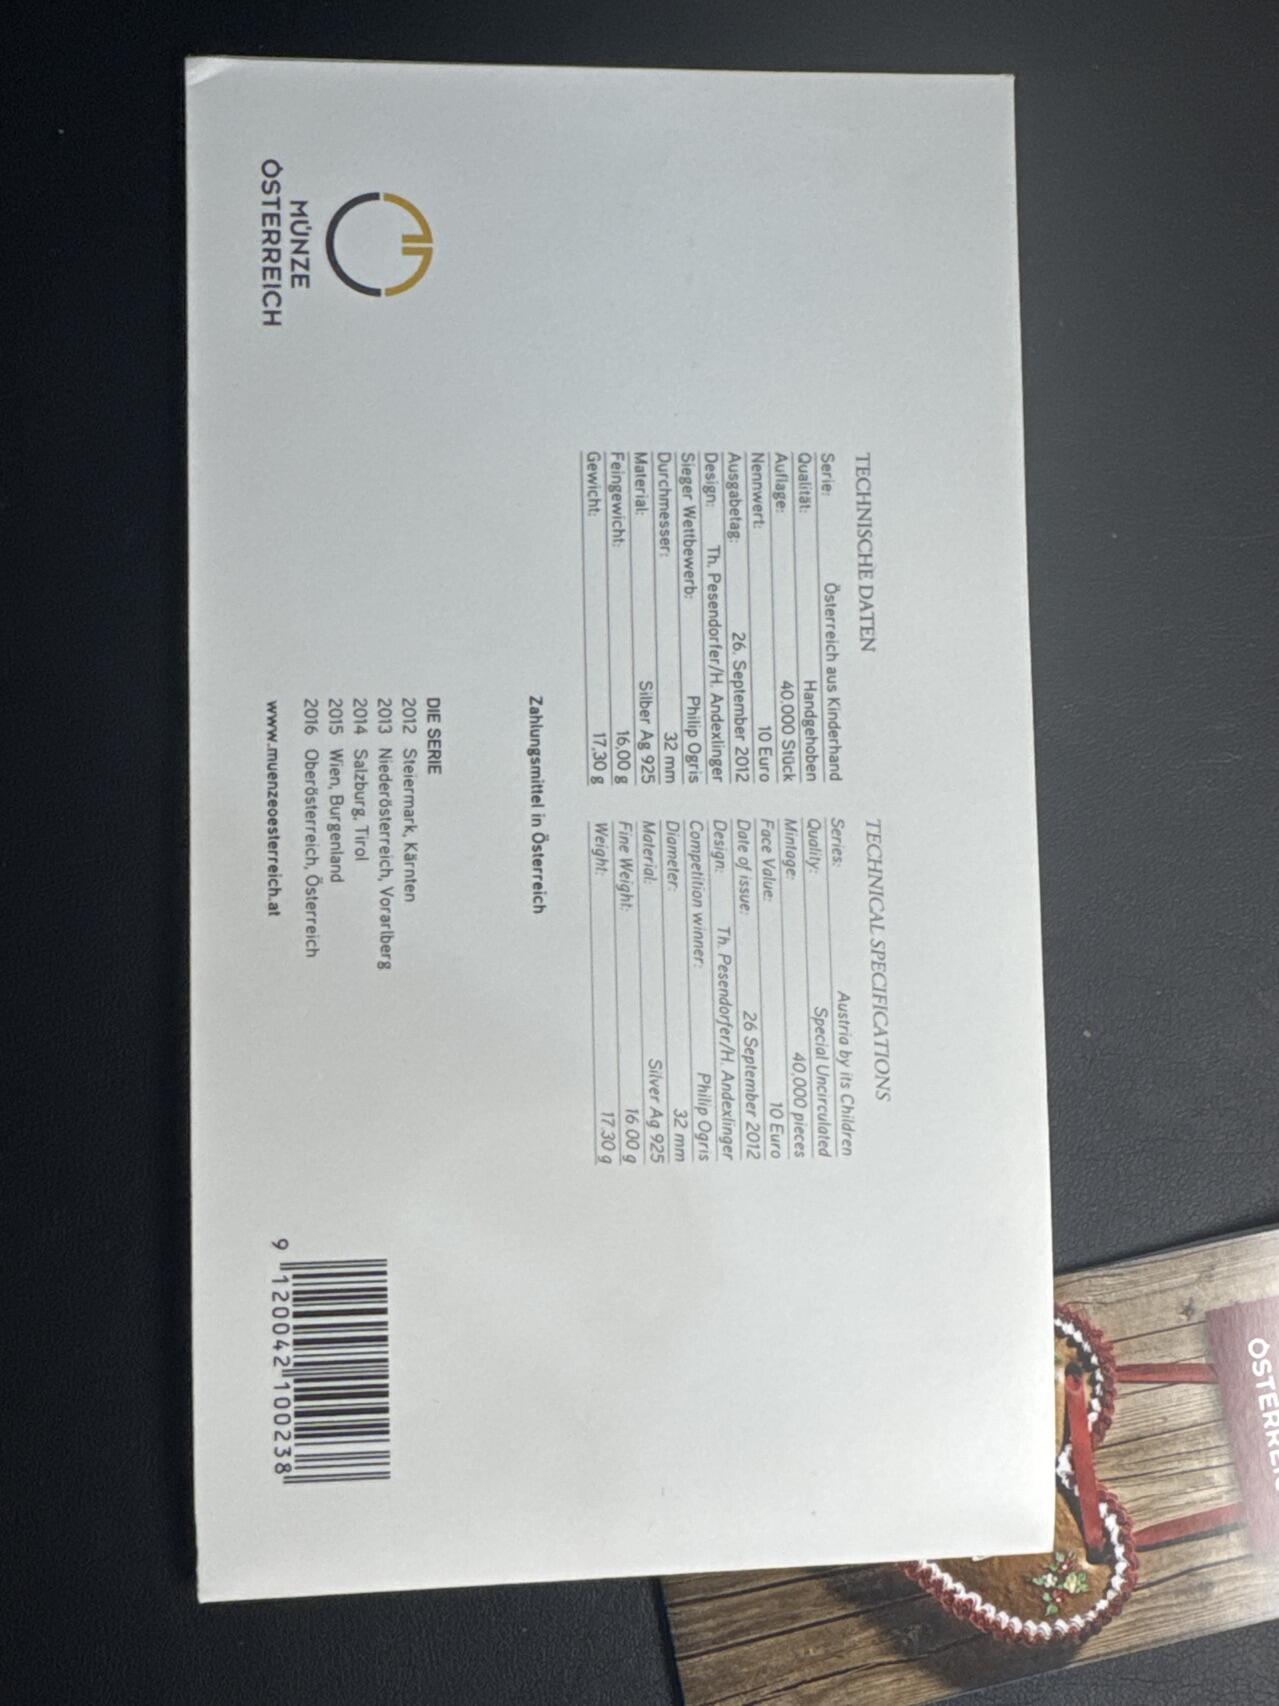 TECHNISCHE DATEN
Serie: Österreich aus Kinderhand
Qualität: Handgehoben
Auflage: 40.000 Stück
Nennwert: 10 Euro
Ausgabetag: 26. September 2012
Design: Th. Pesendorfer/H. Andexlinger
Sieger Wettbewerb: Philip Ogris
Durchmesser: 32 mm
Material: Silber Ag 925
Feingewicht: 16,00 g
Gewicht: 17,30 g
TECHNICAL SPECIFICATIONS
Series: Austria by its Children
Quality: Special Uncirculated
Mintage: 40,000 pieces
Face Value: 10 Euro
Date of issue: 26 September 2012
Design: Th. Pesendorfer/H. Andexlinger
Competition winner: Philip Ogris
Diameter: 32 mm
Material: Silver Ag 925
Fine Weight: 16.00 g
Weight: 17.30 g
Zahlungsmittel in Österreich
DIE SERIE
2012 Steiermark, Kärnten
2013 Niederösterreich, Vorarlberg
2014 Salzburg, Tirol
2015 Wien, Burgenland
2016 Oberösterreich, Österreich
www.muenzeoesterreich.at
MÜNZE
ÖSTERREICH
9 120042 100238